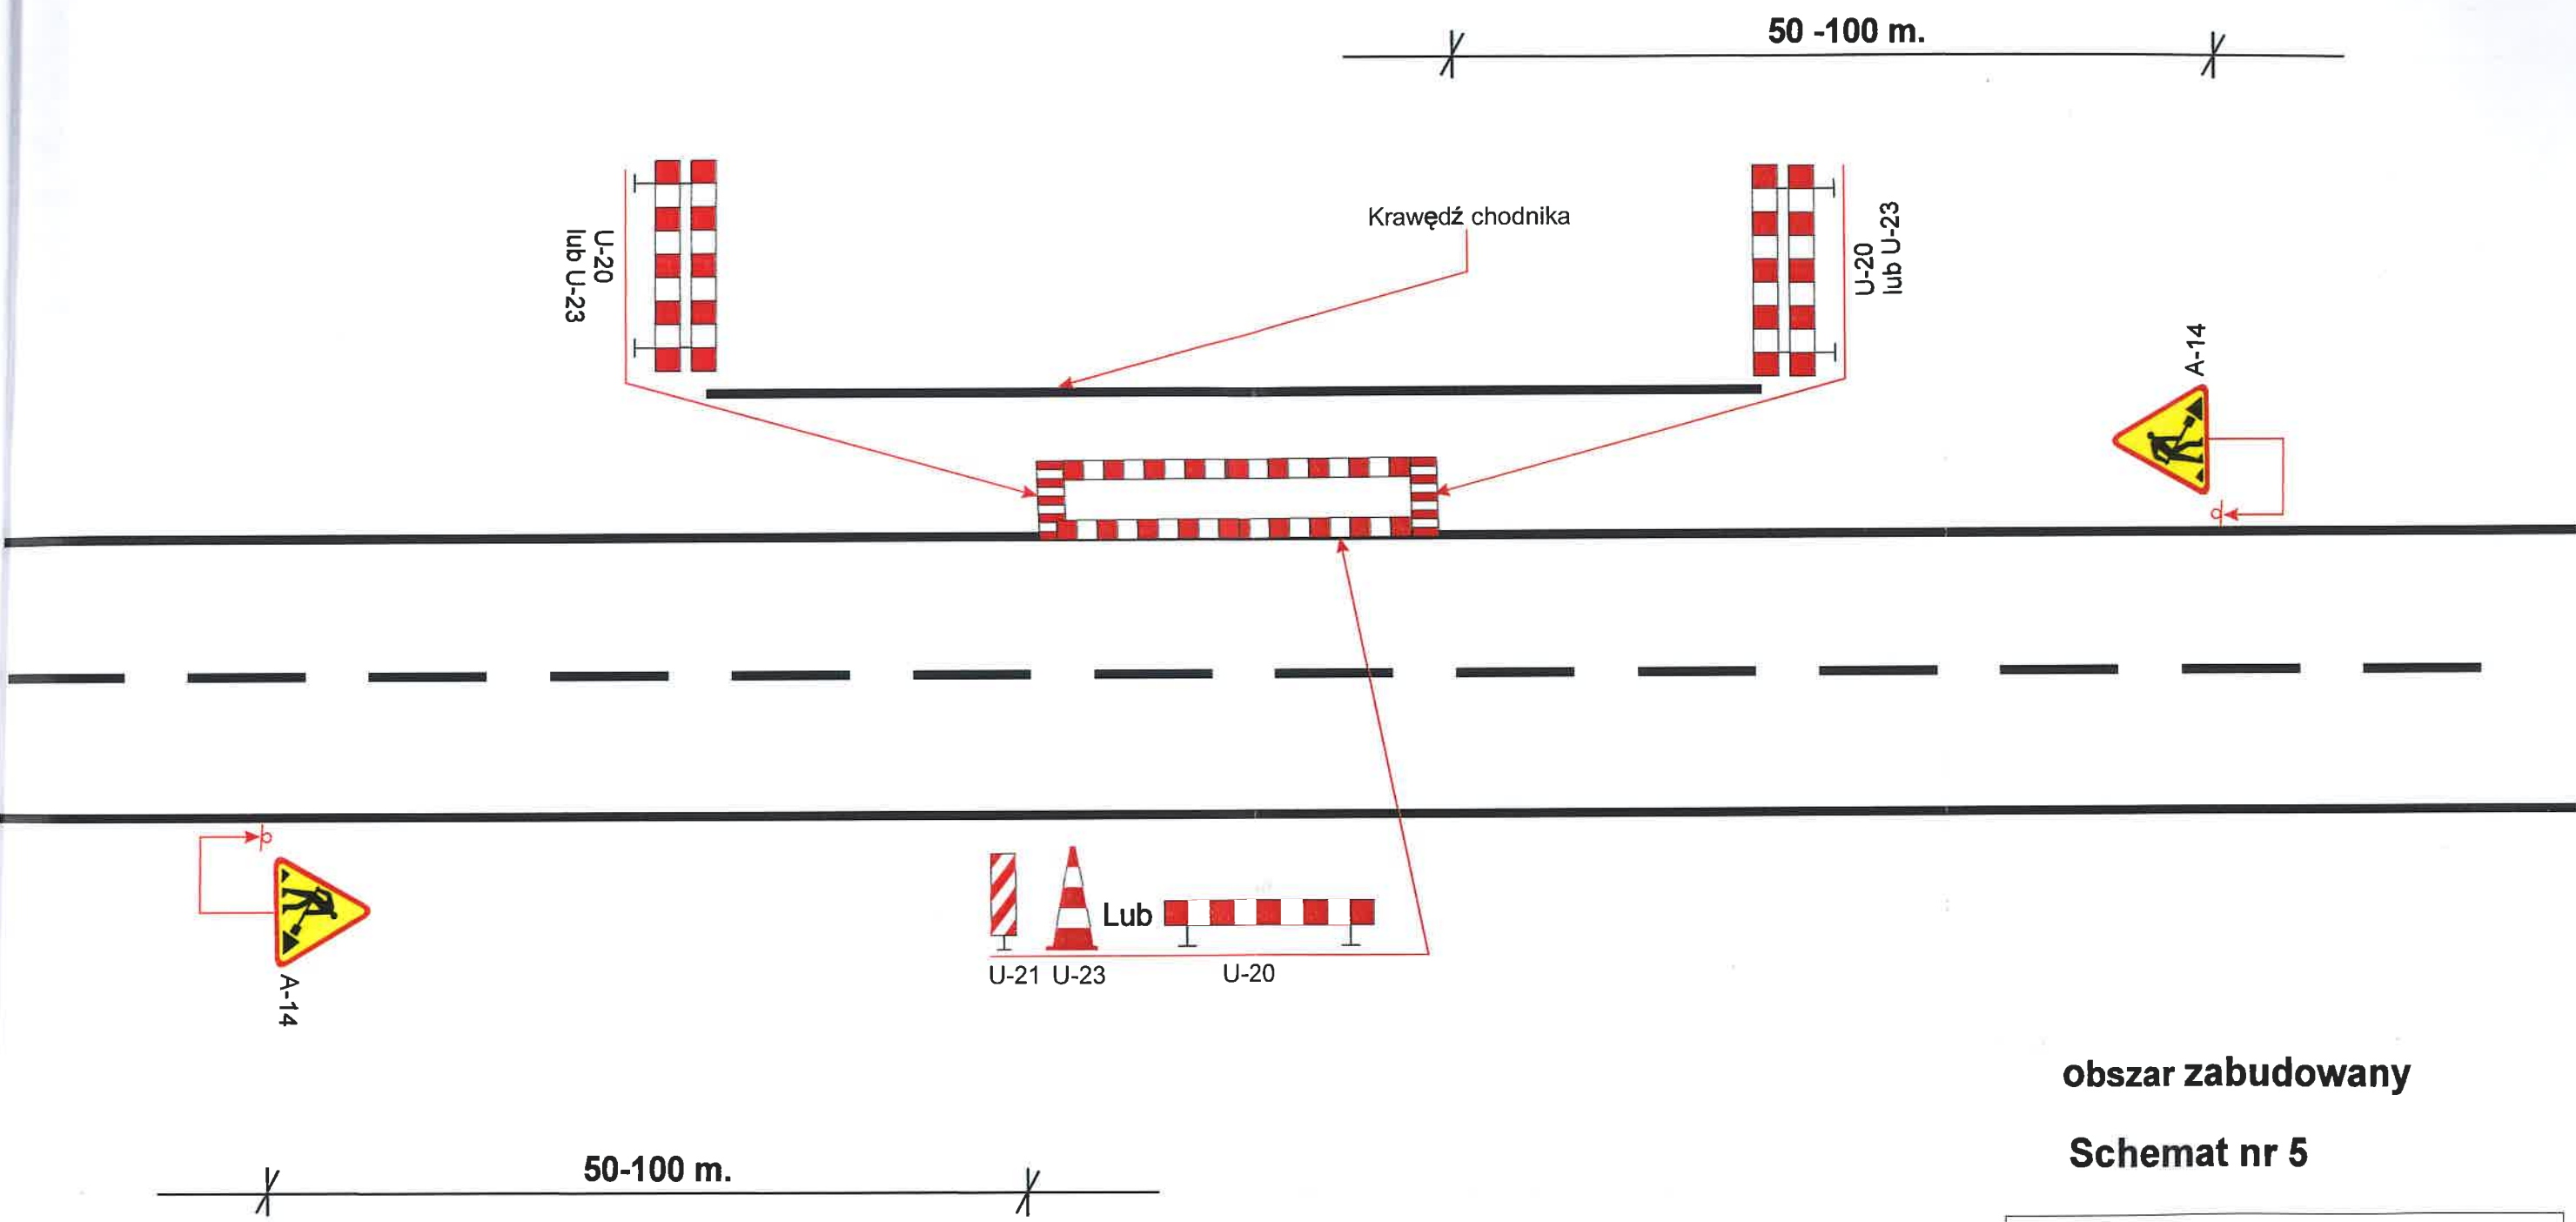 50 -100 m.
U-20
lub U-23
Krawędź chodnika
U-20
lub U-23
A-14
A-14
Lub
U-21 U-23
U-20
obszar zabudowany
Schemat nr 5
50-100 m.